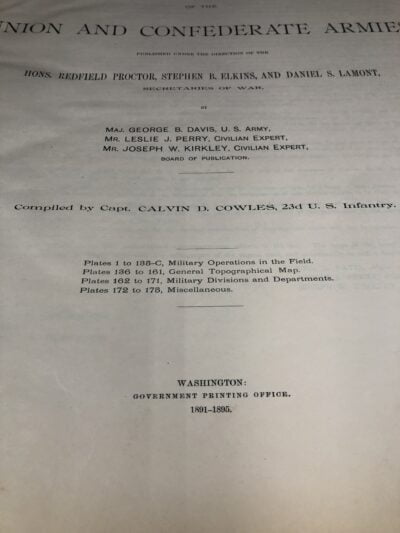 OF THE
UNION AND CONFEDERATE ARMIES
PUBLISHED UNDER THE DIRECTION OF THE
HONS. REDFIELD PROCTOR, STEPHEN B. ELKINS, AND DANIEL S. LAMONT,
SECRETARIES OF WAR,
BY
MAJ. GEORGE B. DAVIS, U. S. ARMY,
MR. LESLIE J. PERRY, CIVILIAN EXPERT,
MR. JOSEPH W. KIRKLEY, CIVILIAN EXPERT,
BOARD OF PUBLICATION.
Compiled by Capt. CALVIN D. COWLES, 23d U. S. Infantry.
Plates 1 to 135-C, Military Operations in the Field.
Plates 136 to 161, General Topographical Map.
Plates 162 to 171, Military Divisions and Departments.
Plates 172 to 175, Miscellaneous.
WASHINGTON:
GOVERNMENT PRINTING OFFICE.
1891-1895.